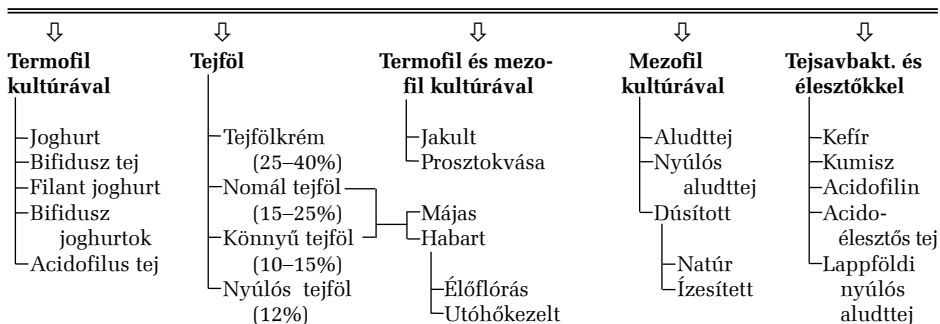 Termofil
kultúrával
Joghurt
Bifidusz tej
Filant joghurt
Bifidusz
joghurtok
Acidofilus tej
Tejföl
Tejfölkrém
(25–40%)
Nomál tejföl
(15–25%)
Könnyű tejföl
(10–15%)
Nyúlós tejföl
(12%)
Termofil és mezo-
fil kultúrával
Jakult
Prosztokvása
Májas
Habart
Élőflórás
Utóhőkezelt
Mezofil
kultúrával
Aludttej
Nyúlós
aludttej
Dúsított
Natúr
Ízesített
Tejsavbakt. és
élesztőkkel
Kefír
Kumisz
Acidofilin
Acido-
élesztős tej
Lappföldi
nyúlós
aludttej